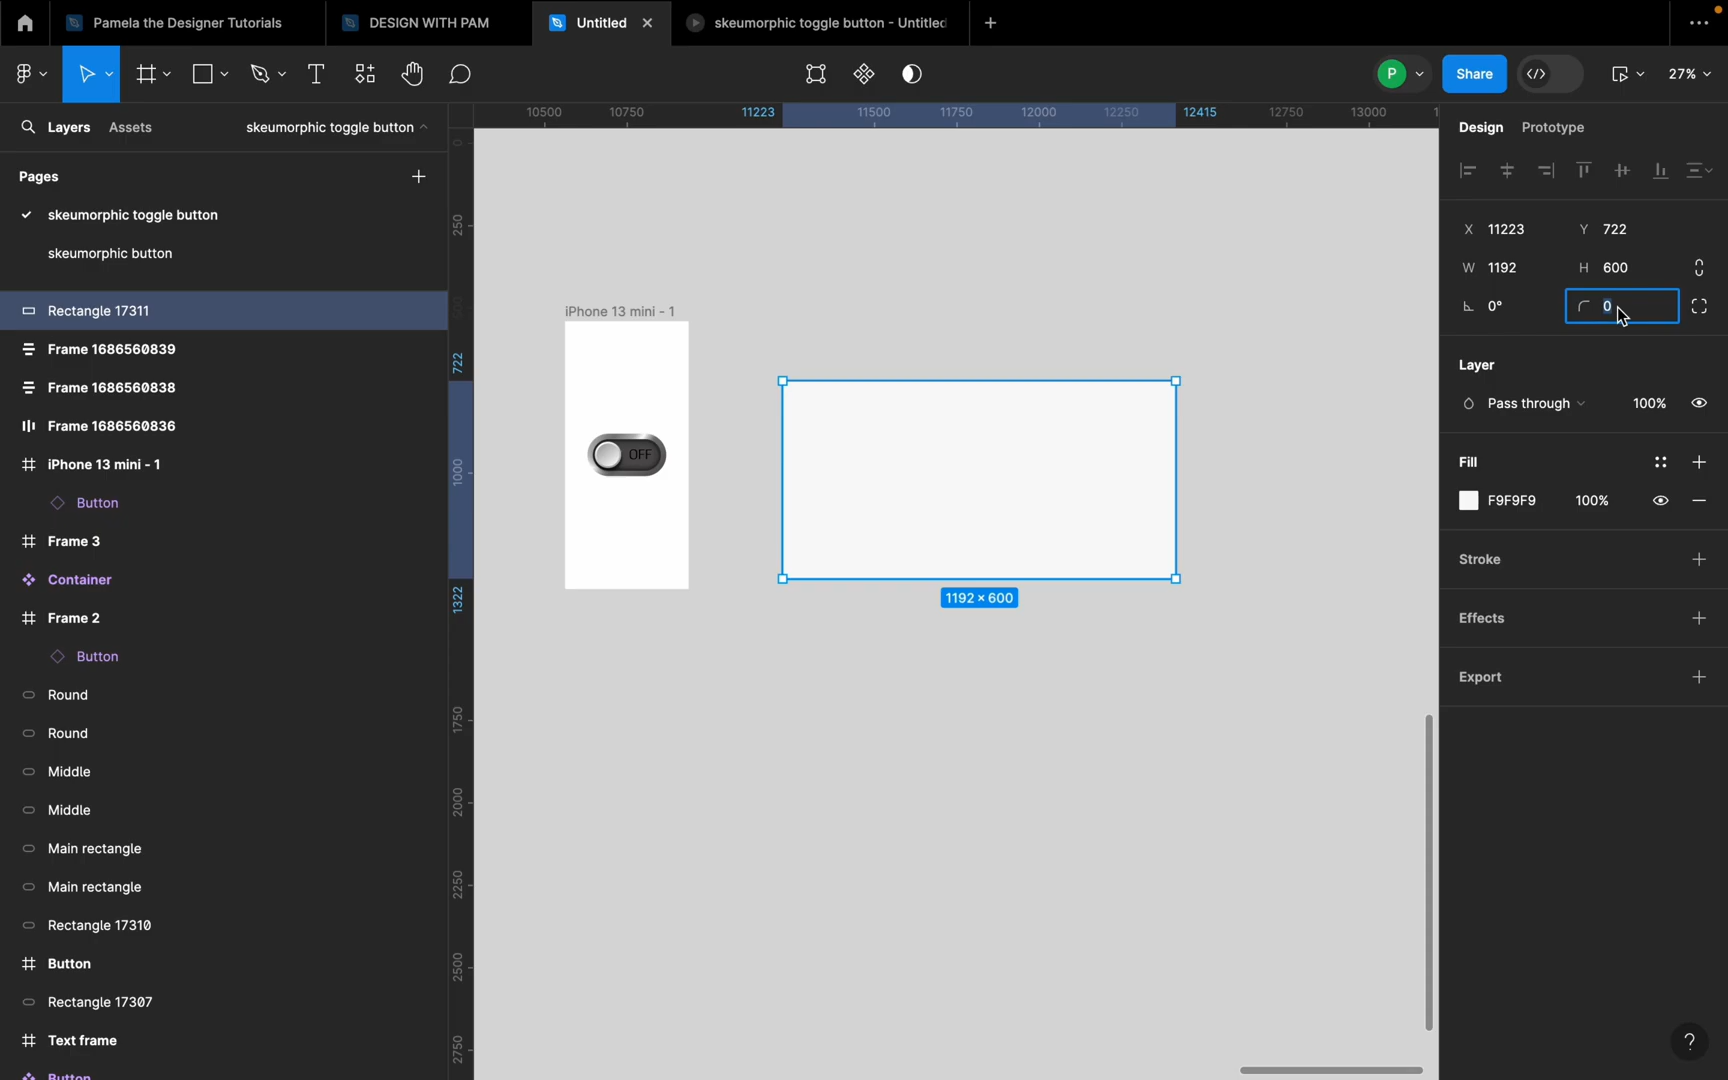 Pamela the Designer Tutorials
DESIGN WITH PAM
Untitled
skeumorphic toggle button - Untitled
P
Share
27%
Layers
Assets
skeumorphic toggle button
Pages
skeumorphic toggle button
skeumorphic button
Rectangle 17311
Frame 1686560839
Frame 1686560838
Frame 1686560836
iPhone 13 mini - 1
Button
Frame 3
Container
Frame 2
Button
Round
Round
Middle
Middle
Main rectangle
Main rectangle
Rectangle 17310
Button
Rectangle 17307
Text frame
Button
10500 10750 11223 11500 11750 12000 12250 12415 12750 13000
0
250
500
722
1000
1322
1750
2000
2250
2500
2750
iPhone 13 mini - 1
OFF
1192 × 600
Design
Prototype
X 11223 Y 722
W 1192 H 600
0° 0
Layer
Pass through 100%
Fill
F9F9F9 100%
Stroke
Effects
Export
?